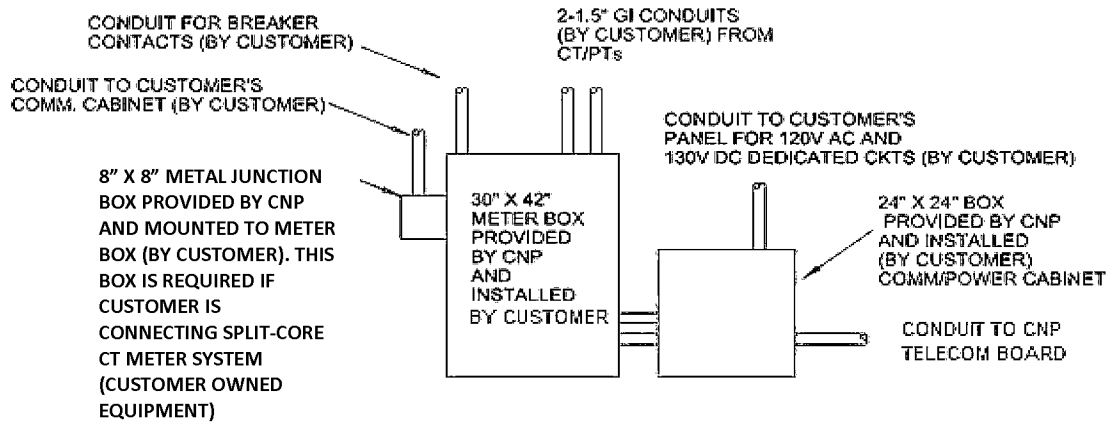 CONDUIT FOR BREAKER
CONTACTS (BY CUSTOMER)
2-1.5" GI CONDUITS
(BY CUSTOMER) FROM
CT/PTs
CONDUIT TO CUSTOMER'S
COMM. CABINET (BY CUSTOMER)
CONDUIT TO CUSTOMER'S
PANEL FOR 120V AC AND
130V DC DEDICATED CKTS (BY CUSTOMER)
8” X 8” METAL JUNCTION
BOX PROVIDED BY CNP
AND MOUNTED TO METER
BOX (BY CUSTOMER). THIS
BOX IS REQUIRED IF
CUSTOMER IS
CONNECTING SPLIT-CORE
CT METER SYSTEM
(CUSTOMER OWNED
EQUIPMENT)
30" X 42"
METER BOX
PROVIDED
BY CNP
AND
INSTALLED
BY CUSTOMER
24" X 24" BOX
PROVIDED BY CNP
AND INSTALLED
(BY CUSTOMER)
COMM/POWER CABINET
CONDUIT TO CNP
TELECOM BOARD